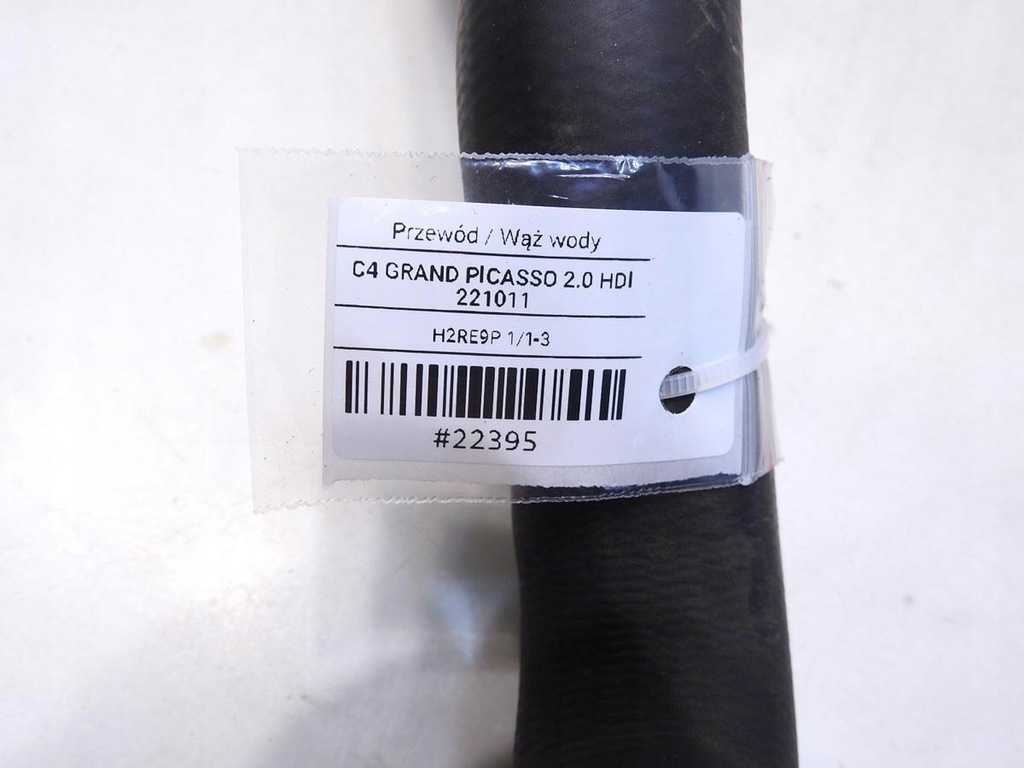 Przewód / Wąż wody
C4 GRAND PICASSO 2.0 HDI
221011
H2RE9P 1/1-3
#22395